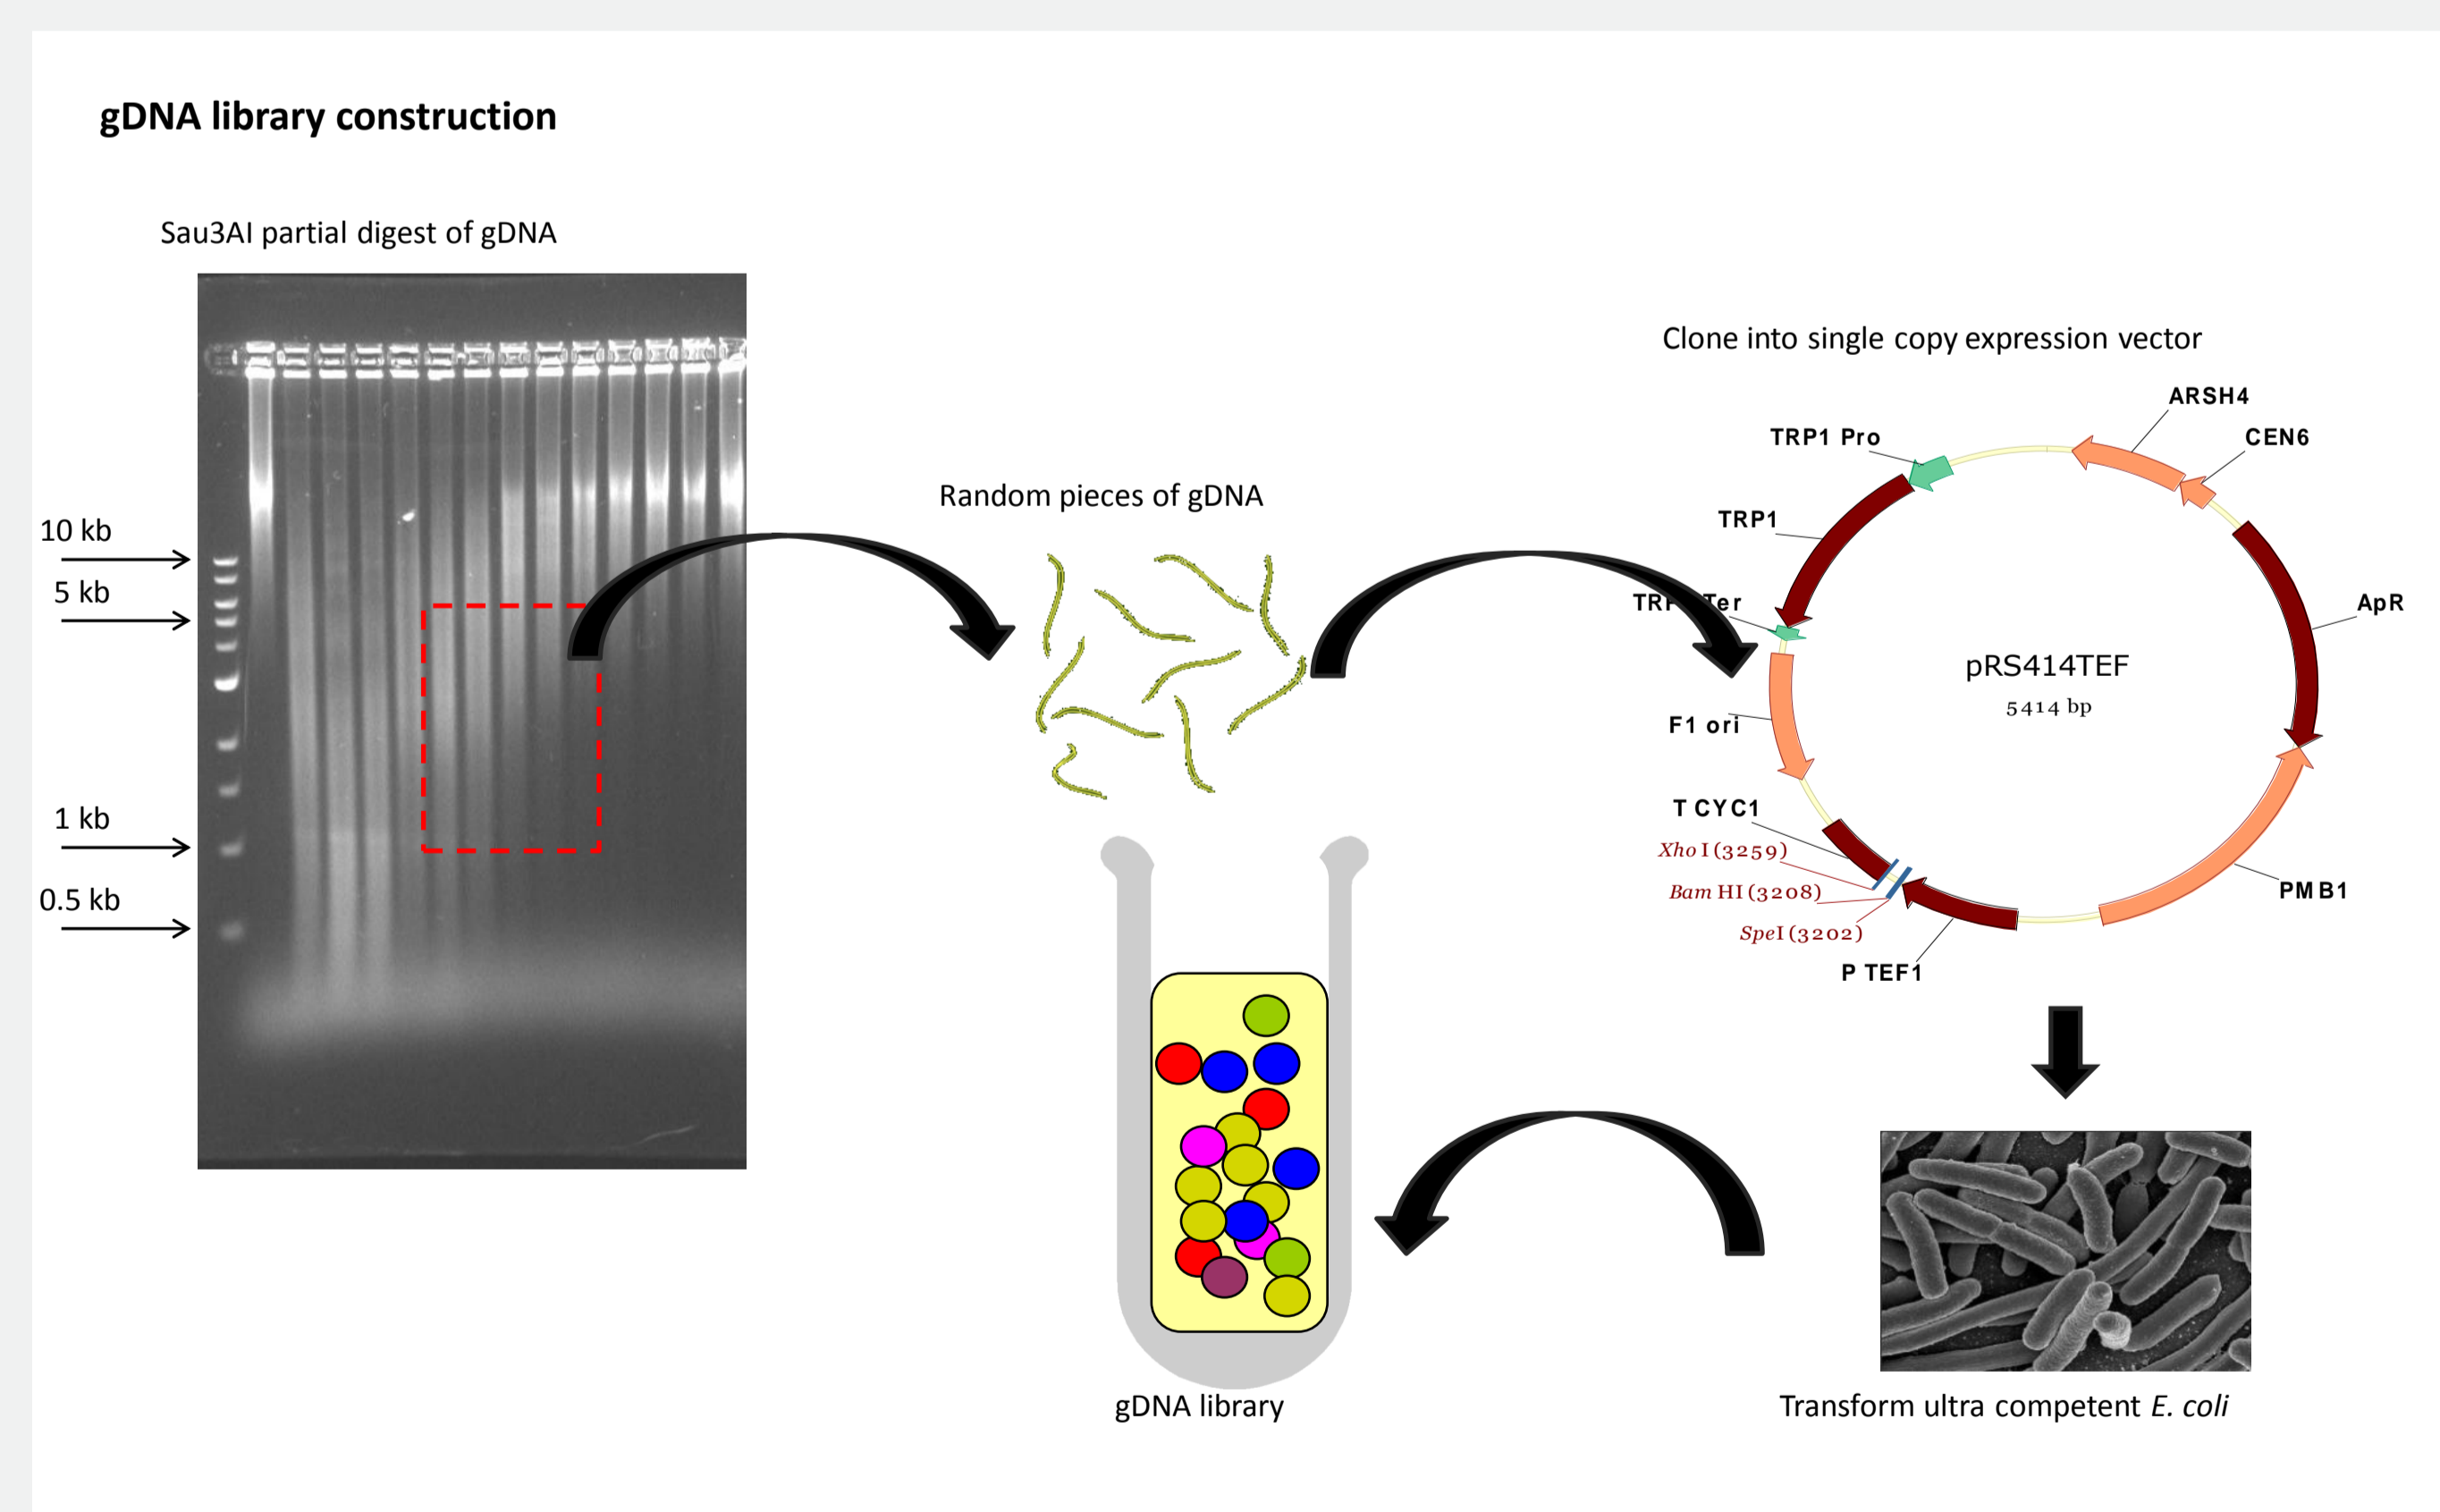 gDNA library construction
Sau3AI partial digest of gDNA
10 kb
5 kb
1 kb
0.5 kb
Random pieces of gDNA
Clone into single copy expression vector
ARSH4
CEN6
TRP1 Pro
TRP1
ApR
Ter
pRS414TEF
5414 bp
F1 ori
T CYC1
Xho I (3259)
Bam HI (3208)
SpeI (3202)
PMB1
P TEF1
gDNA library
Transform ultra competent E. coli